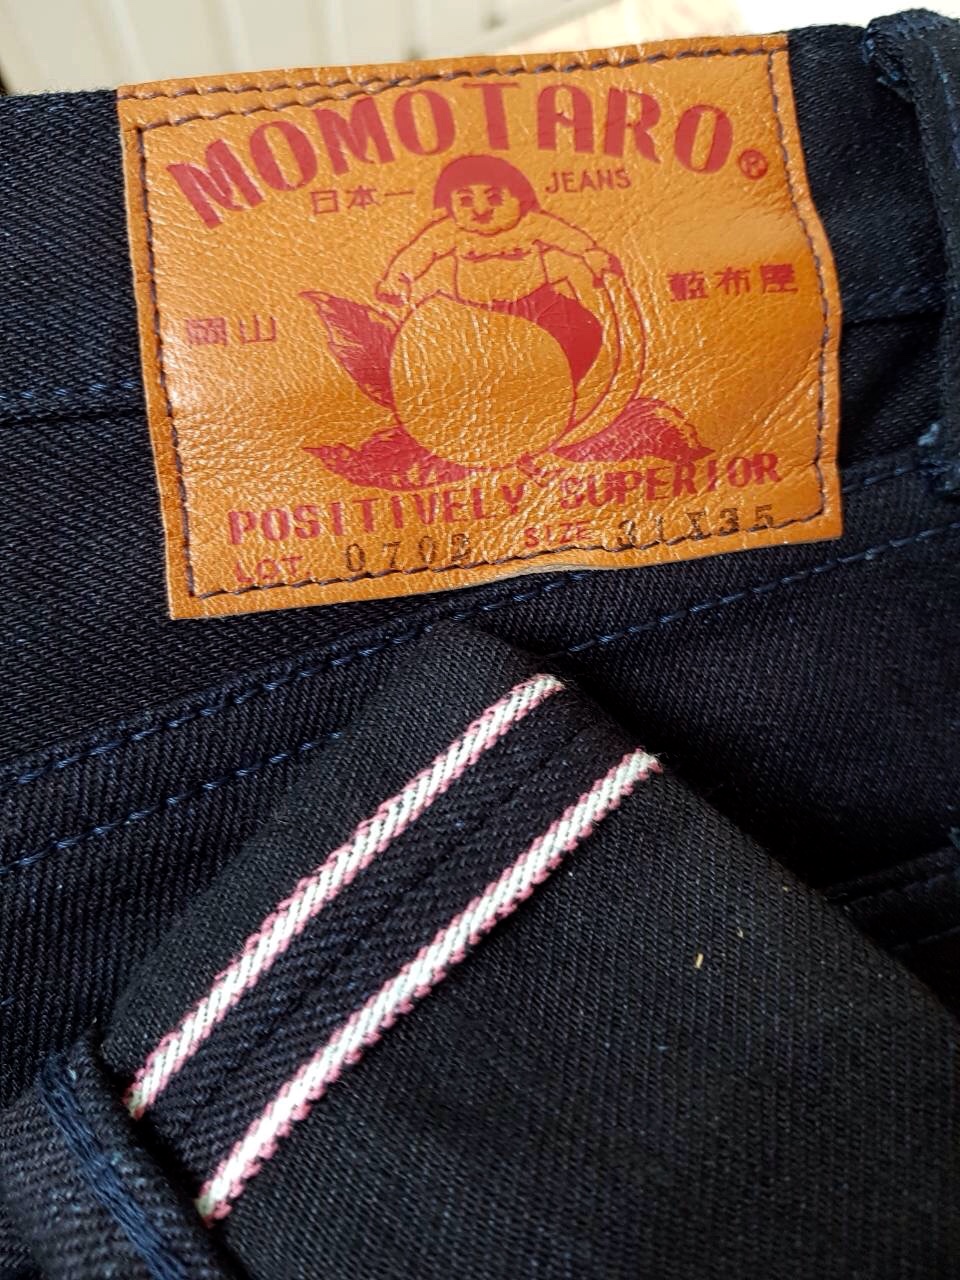 MOMOTARO®
日本一 JEANS
藍布屋
岡山
POSITIVELY SUPERIOR
LOT. 0702 SIZE 31X35